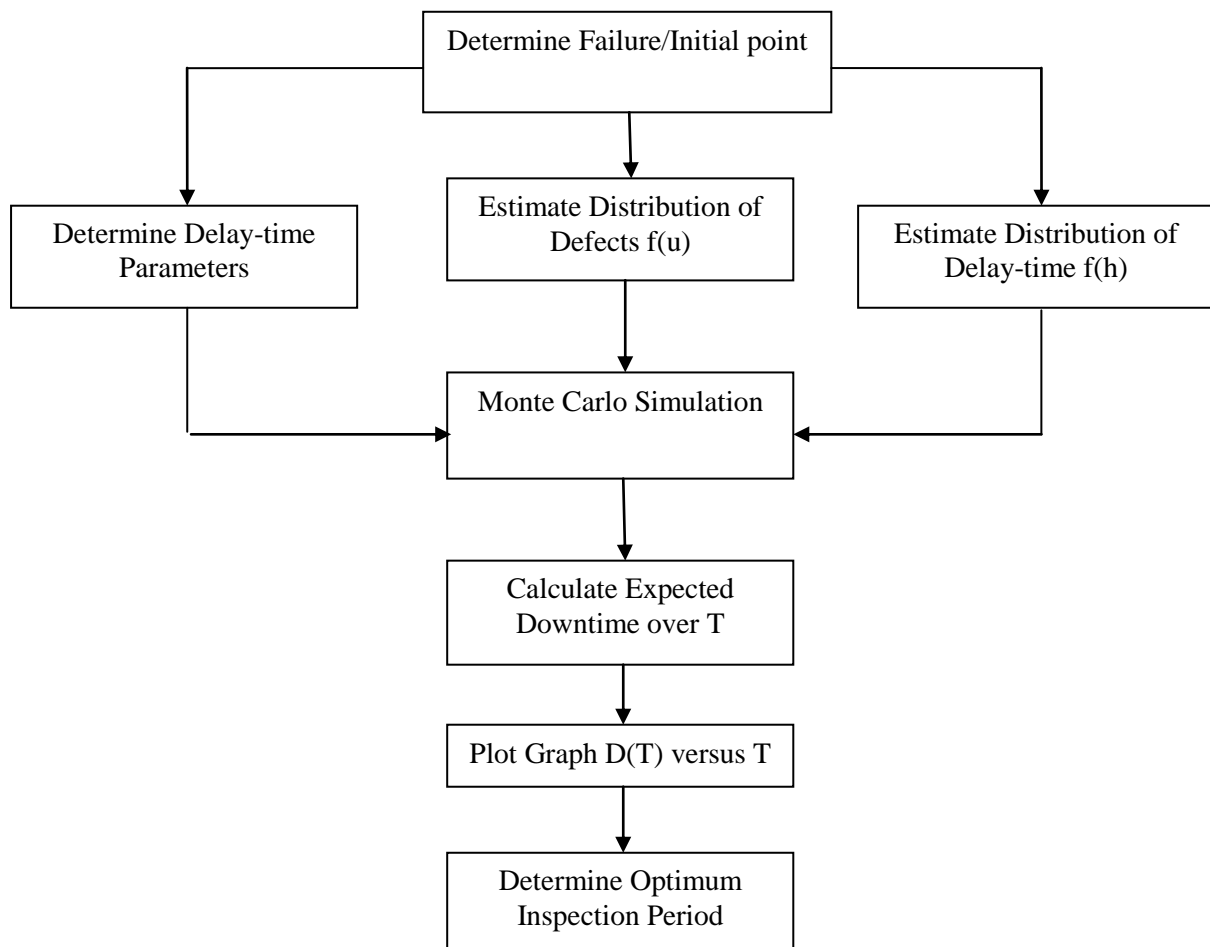 Determine Failure/Initial point
Determine Delay-time
Parameters
Estimate Distribution of
Defects f(u)
Estimate Distribution of
Delay-time f(h)
Monte Carlo Simulation
Calculate Expected
Downtime over T
Plot Graph D(T) versus T
Determine Optimum
Inspection Period